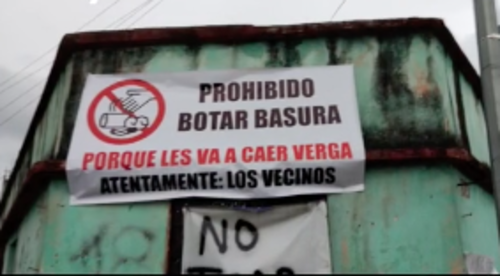 PROHIBIDO
BOTAR BASURA
PORQUE LES VA A CAER VERGA
ATENTAMENTE: LOS VECINOS
NO